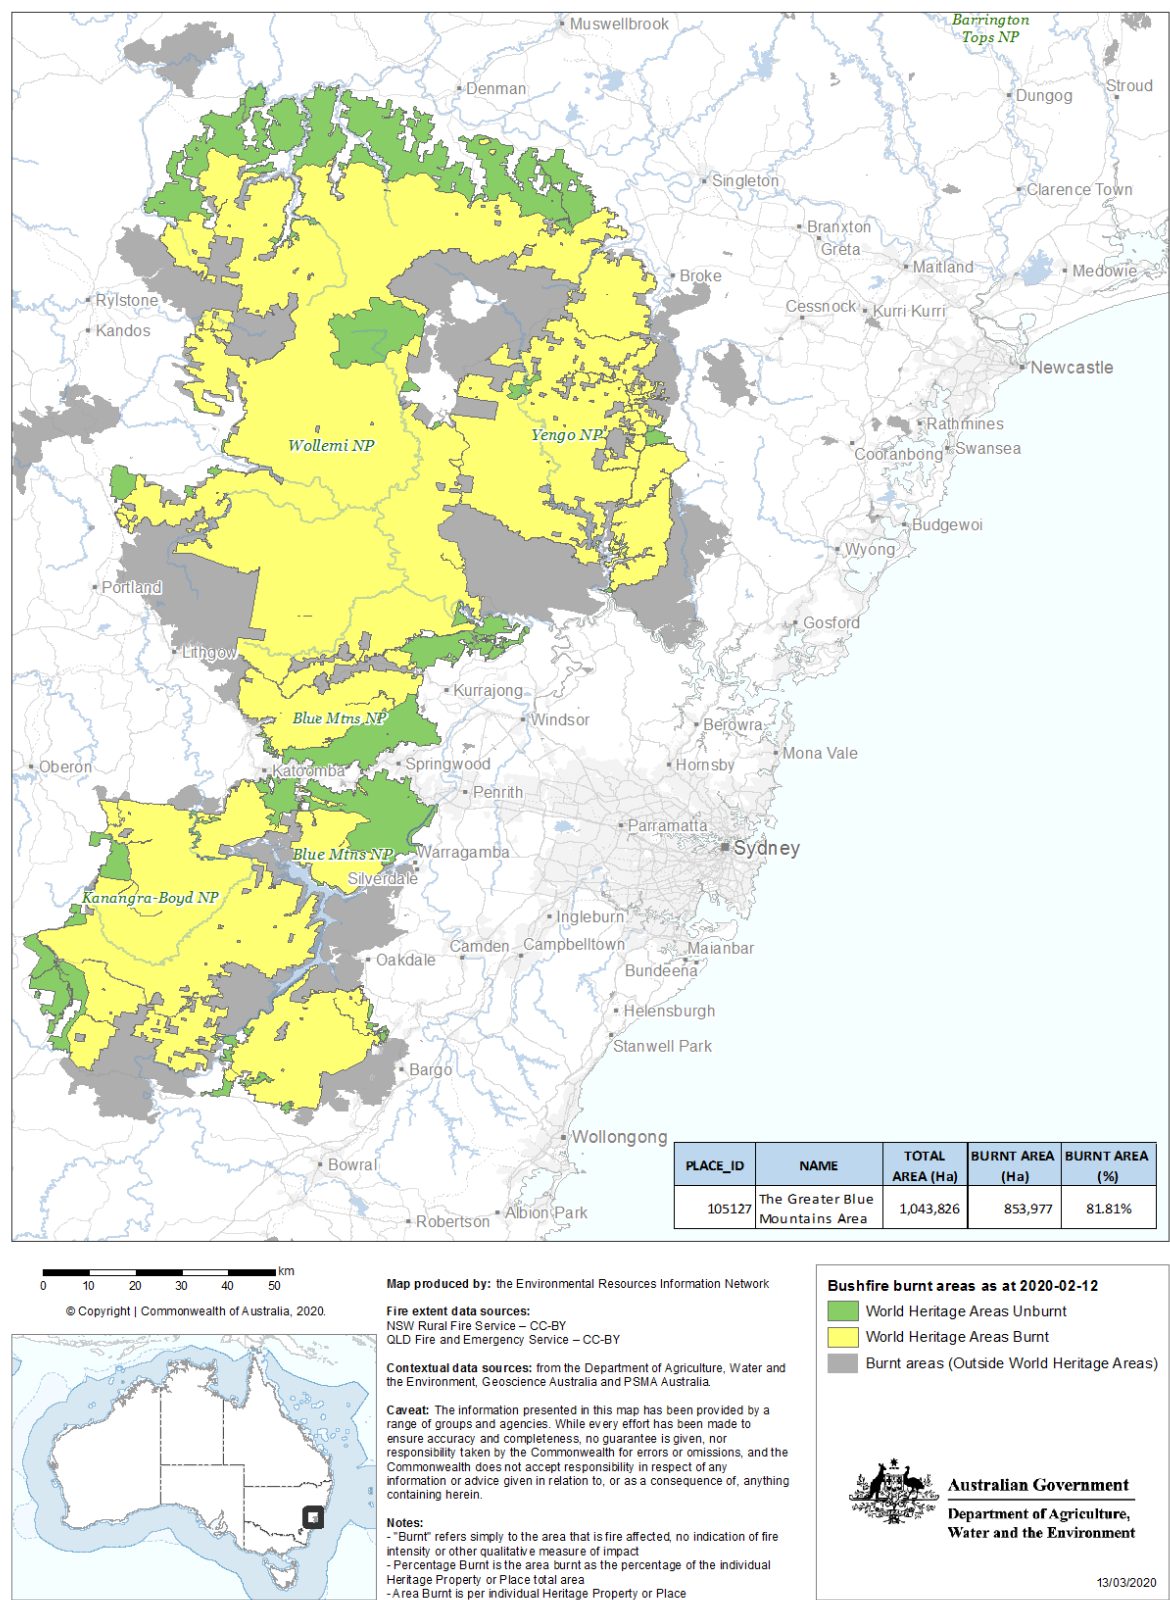 Muswellbrook
Barrington
Tops NP
Denman
Stroud
Dungog
Singleton
Clarence Town
Branxton
Greta
Maitland
Medowie
Broke
Rylstone
Cessnock
Kurri Kurri
Kandos
Newcastle
Rathmines
Wollemi NP
Yengo NP
Cooranbong
Swansea
Budgewoi
Wyong
Portland
Gosford
Lithgow
Kurrajong
Blue Mtns NP
Windsor
Berowra
Mona Vale
Oberon
Katoomba
Springwood
Hornsby
Penrith
Parramatta
Sydney
Blue Mtns NP
Warragamba
Silverdale
Kanangra-Boyd NP
Ingleburn
Camden
Campbelltown
Maianbar
Oakdale
Bundeena
Helensburgh
Stanwell Park
Bargo
Wollongong
Bowral
Robertson
Albion Park
PLACE_ID NAME TOTAL AREA (Ha) BURNT AREA (Ha) BURNT AREA (%)
105127 The Greater Blue Mountains Area 1,043,826 853,977 81.81%
km
0 10 20 30 40 50
© Copyright | Commonwealth of Australia, 2020.
Map produced by: the Environmental Resources Information Network
Fire extent data sources:
NSW Rural Fire Service – CC-BY
QLD Fire and Emergency Service – CC-BY
Contextual data sources: from the Department of Agriculture, Water and
the Environment, Geoscience Australia and PSMA Australia.
Caveat: The information presented in this map has been provided by a
range of groups and agencies. While every effort has been made to
ensure accuracy and completeness, no guarantee is given, nor
responsibility taken by the Commonwealth for errors or omissions, and the
Commonwealth does not accept responsibility in respect of any
information or advice given in relation to, or as a consequence of, anything
containing herein.
Notes:
- "Burnt" refers simply to the area that is fire affected, no indication of fire
intensity or other qualitative measure of impact
- Percentage Burnt is the area burnt as the percentage of the individual
Heritage Property or Place total area
- Area Burnt is per individual Heritage Property or Place
Bushfire burnt areas as at 2020-02-12
World Heritage Areas Unburnt
World Heritage Areas Burnt
Burnt areas (Outside World Heritage Areas)
Australian Government
Department of Agriculture,
Water and the Environment
13/03/2020